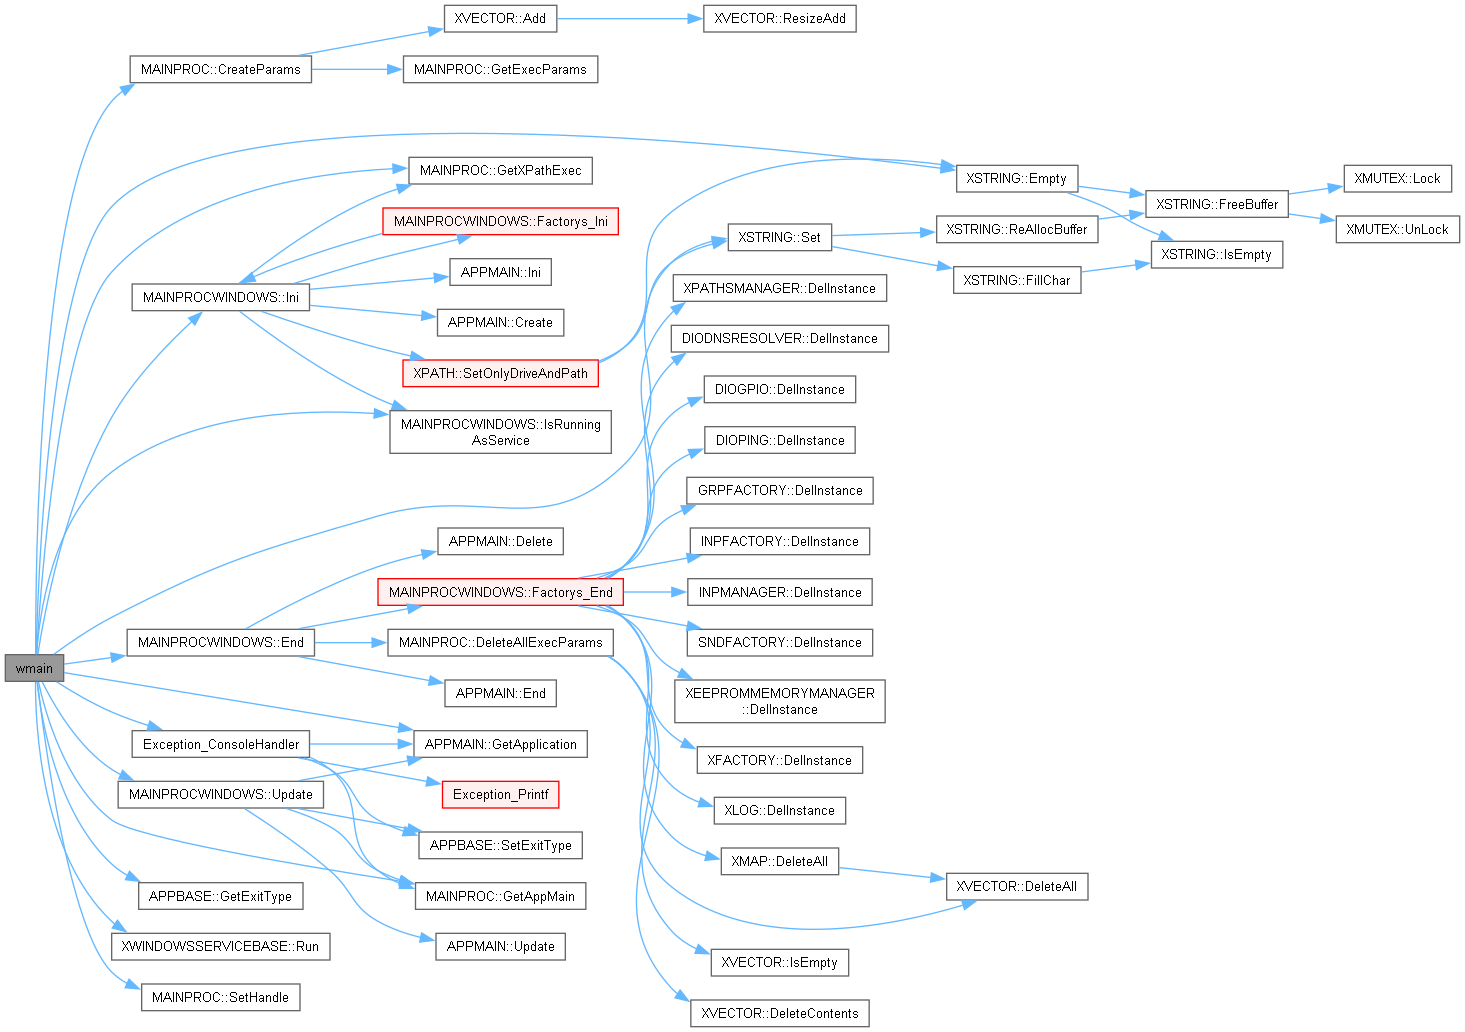 XVECTOR::Add
XVECTOR::ResizeAdd
MAINPROC::CreateParams
MAINPROC::GetExecParams
MAINPROC::GetXPathExec
XSTRING::Empty
XMUTEX::Lock
XSTRING::FreeBuffer
MAINPROCWINDOWS::Factorys_Ini
XSTRING::Set
XSTRING::ReAllocBuffer
XMUTEX::UnLock
XSTRING::IsEmpty
APPMAIN::Ini
XSTRING::FillChar
XPATHSMANAGER::DelInstance
MAINPROCWINDOWS::Ini
APPMAIN::Create
DIODNSRESOLVER::DelInstance
XPATH::SetOnlyDriveAndPath
DIOGPIO::DelInstance
MAINPROCWINDOWS::IsRunning
AsService
DIOPING::DelInstance
GRPFACTORY::DelInstance
APPMAIN::Delete
INPFACTORY::DelInstance
MAINPROCWINDOWS::Factorys_End
INPMANAGER::DelInstance
MAINPROCWINDOWS::End
MAINPROC::DeleteAllExecParams
SNDFACTORY::DelInstance
wmain
APPMAIN::End
XEEPROMMEMORYMANAGER
::DelInstance
Exception_ConsoleHandler
APPMAIN::GetApplication
XFACTORY::DelInstance
MAINPROCWINDOWS::Update
Exception_Printf
XLOG::DelInstance
APPBASE::SetExitType
XMAP::DeleteAll
XVECTOR::DeleteAll
APPBASE::GetExitType
MAINPROC::GetAppMain
XWINDOWSSERVICEBASE::Run
APPMAIN::Update
XVECTOR::IsEmpty
MAINPROC::SetHandle
XVECTOR::DeleteContents